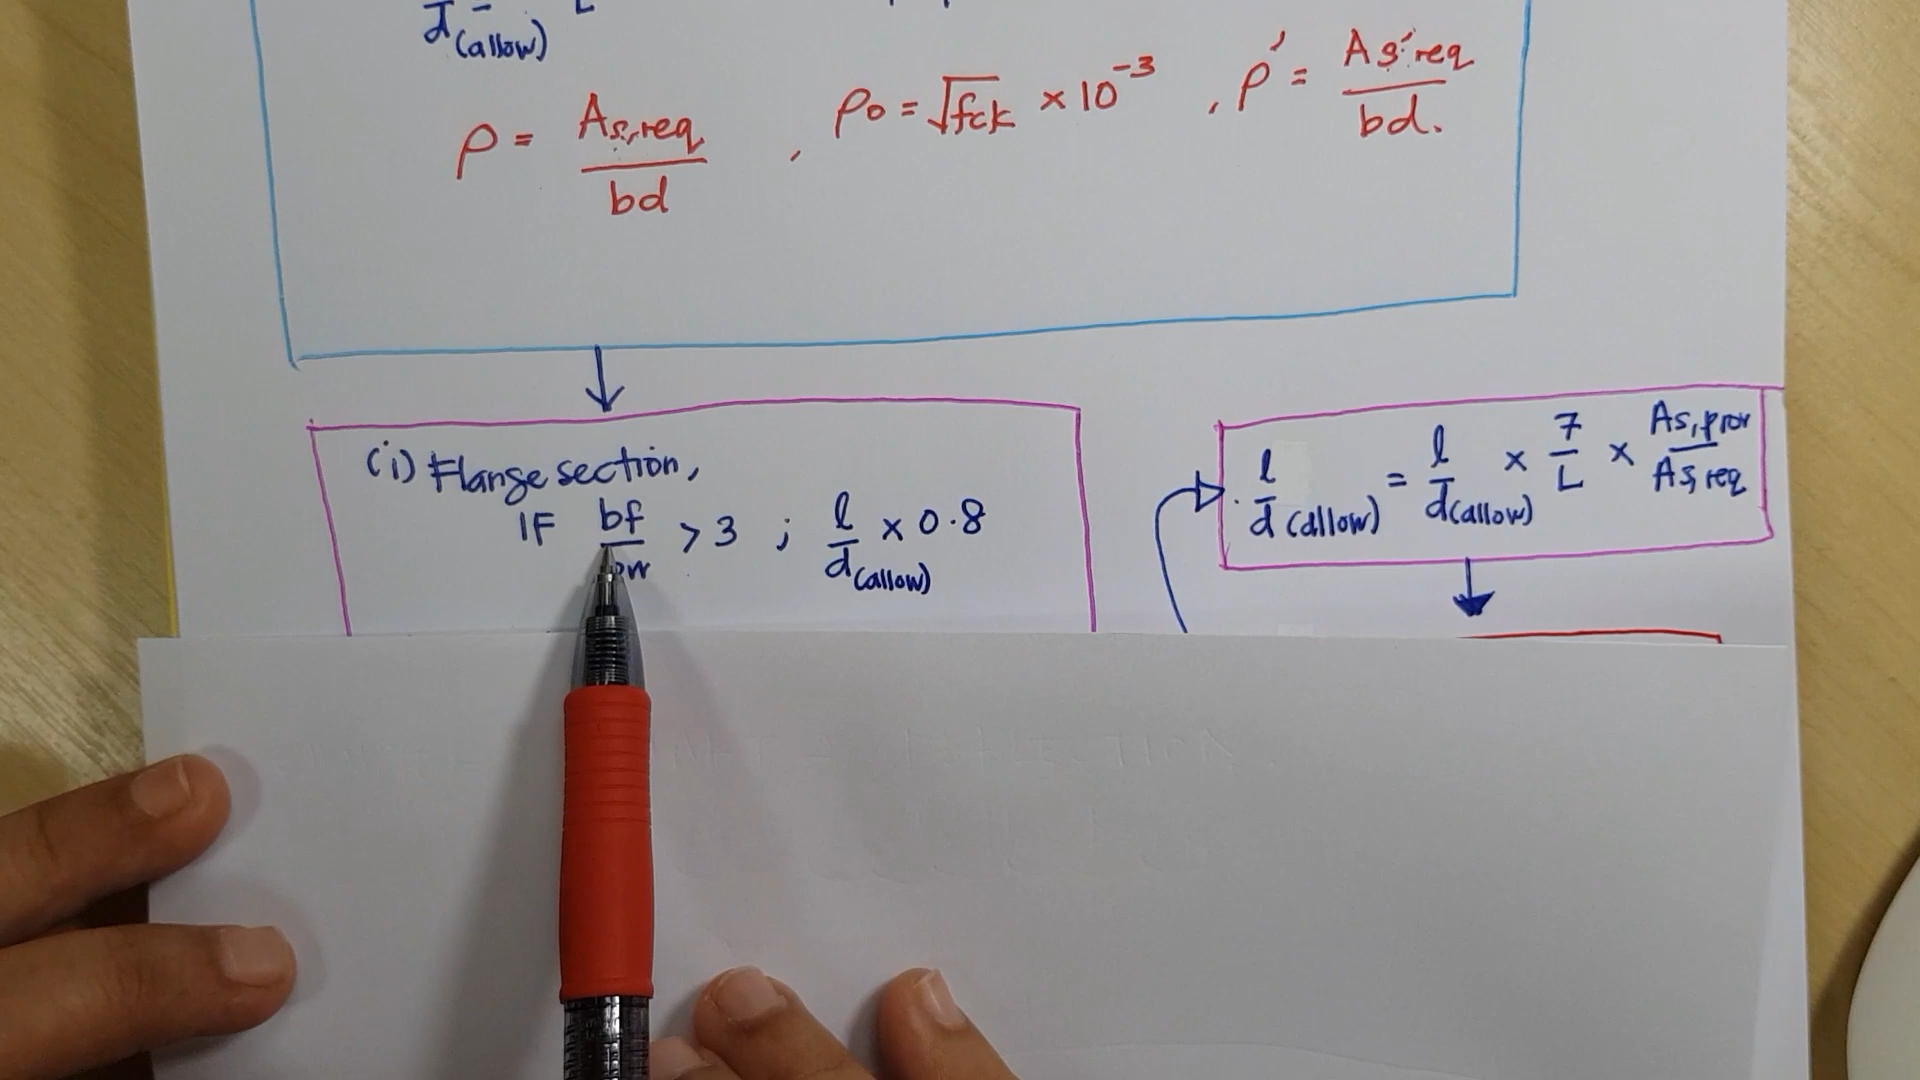 l/d (allow) =
ρ = As,req / bd , ρo = √fck × 10⁻³ , ρ' = As'req / bd.
(i) Flange section,
IF bf / bw > 3 ; l/d (allow) × 0.8
l/d (allow) = l/d (allow) × 7/L × As,prov / As,req